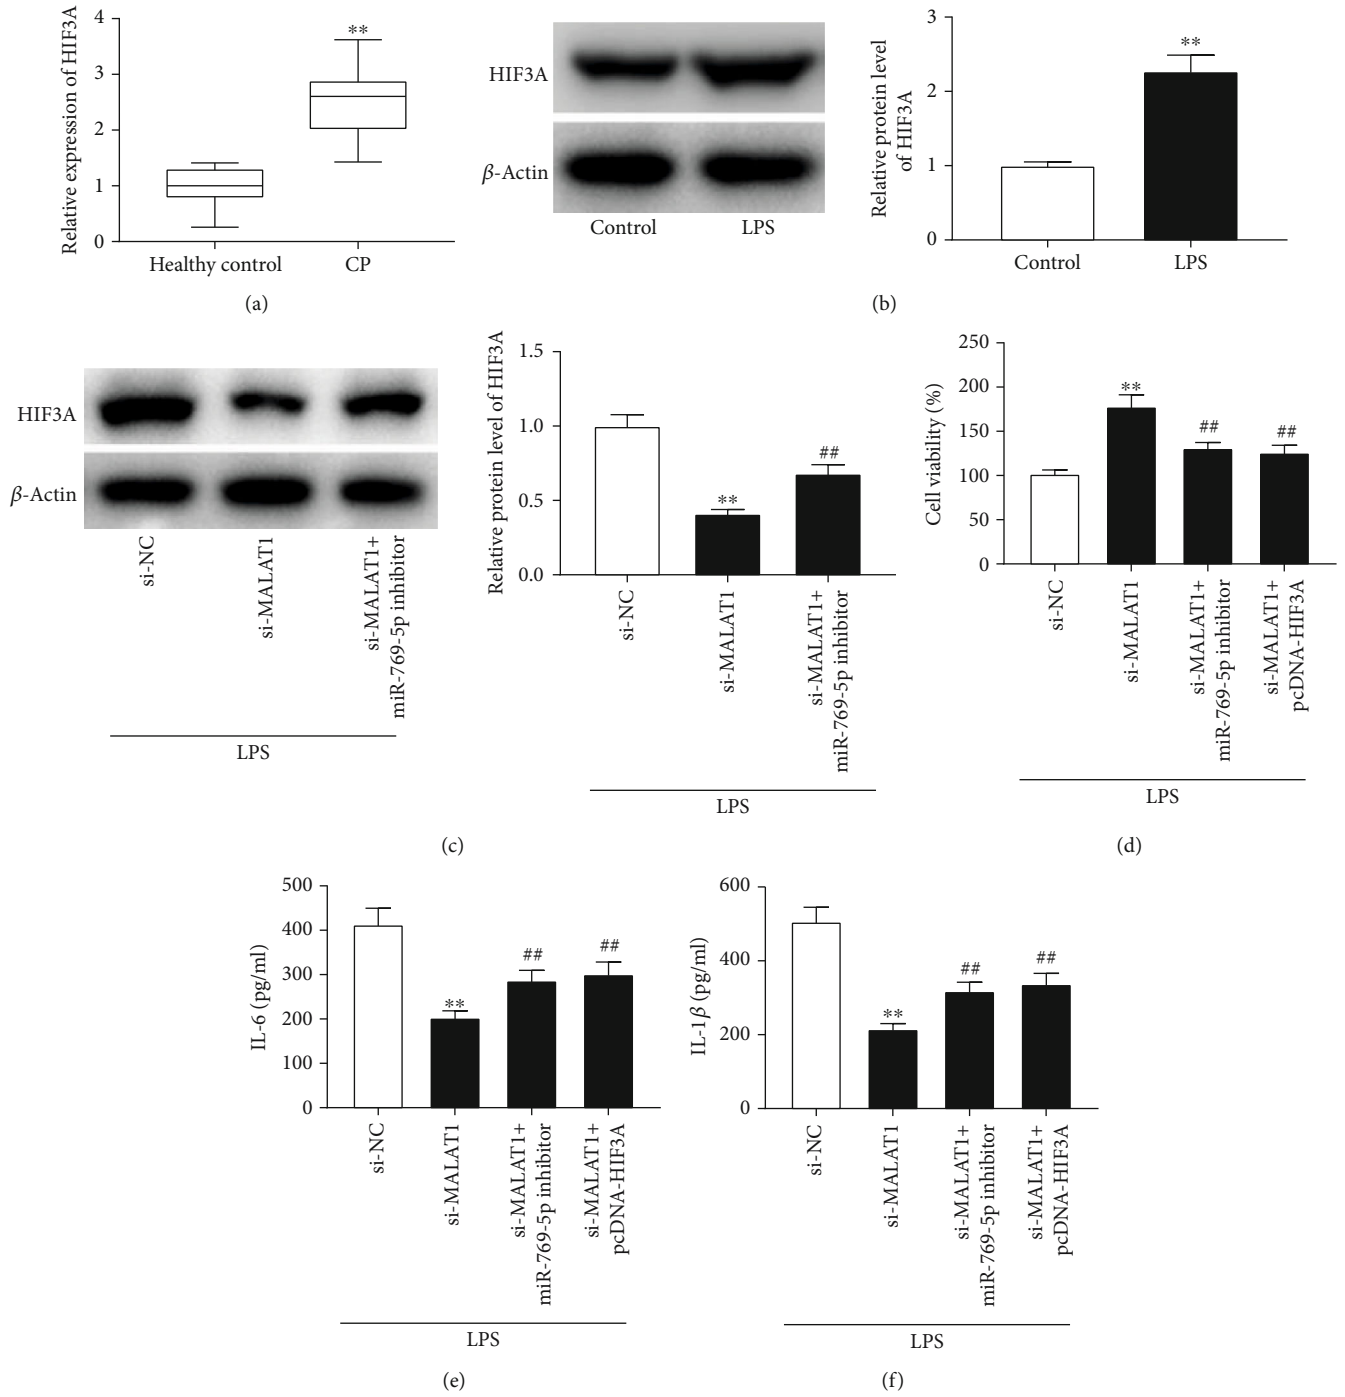 Relative expression of HIF3A
4
3
2
1
0
**
Healthy control
CP
(a)
HIF3A
β-Actin
Control
LPS
Relative protein level
of HIF3A
3
2
1
0
**
Control
LPS
(b)
HIF3A
β-Actin
si-NC
si-MALAT1
si-MALAT1+
miR-769-5p inhibitor
LPS
Relative protein level of HIF3A
1.5
1.0
0.5
0.0
**
##
si-NC
si-MALAT1
si-MALAT1+
miR-769-5p inhibitor
LPS
(c)
Cell viability (%)
250
200
150
100
50
0
**
##
##
si-NC
si-MALAT1
si-MALAT1+
miR-769-5p inhibitor
si-MALAT1+
pcDNA-HIF3A
LPS
(d)
IL-6 (pg/ml)
500
400
300
200
100
0
**
##
##
si-NC
si-MALAT1
si-MALAT1+
miR-769-5p inhibitor
si-MALAT1+
pcDNA-HIF3A
LPS
(e)
IL-1β (pg/ml)
600
400
200
0
**
##
##
si-NC
si-MALAT1
si-MALAT1+
miR-769-5p inhibitor
si-MALAT1+
pcDNA-HIF3A
LPS
(f)